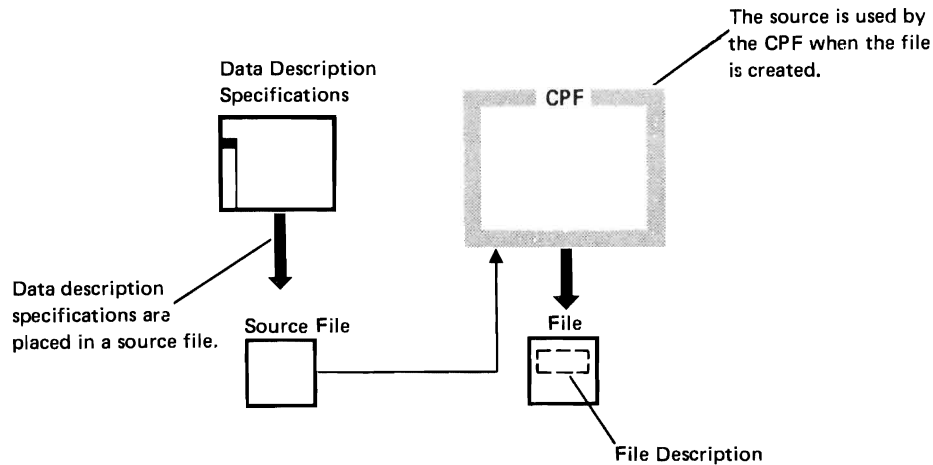 The source is used by
the CPF when the file
is created.
Data Description
Specifications
CPF
Data description
specifications are
placed in a source file.
Source File
File
File Description